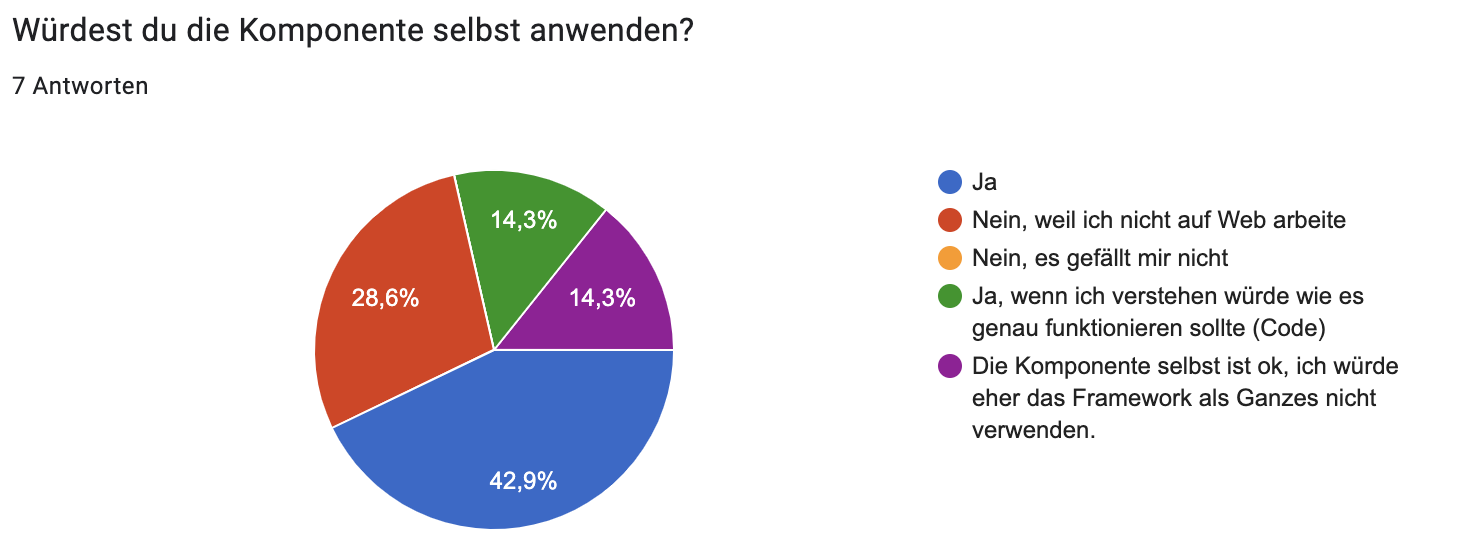 Würdest du die Komponente selbst anwenden?
7 Antworten
14,3%
28,6%
14,3%
42,9%
Ja
Nein, weil ich nicht auf Web arbeite
Nein, es gefällt mir nicht
Ja, wenn ich verstehen würde wie es
genau funktionieren sollte (Code)
Die Komponente selbst ist ok, ich würde
eher das Framework als Ganzes nicht
verwenden.